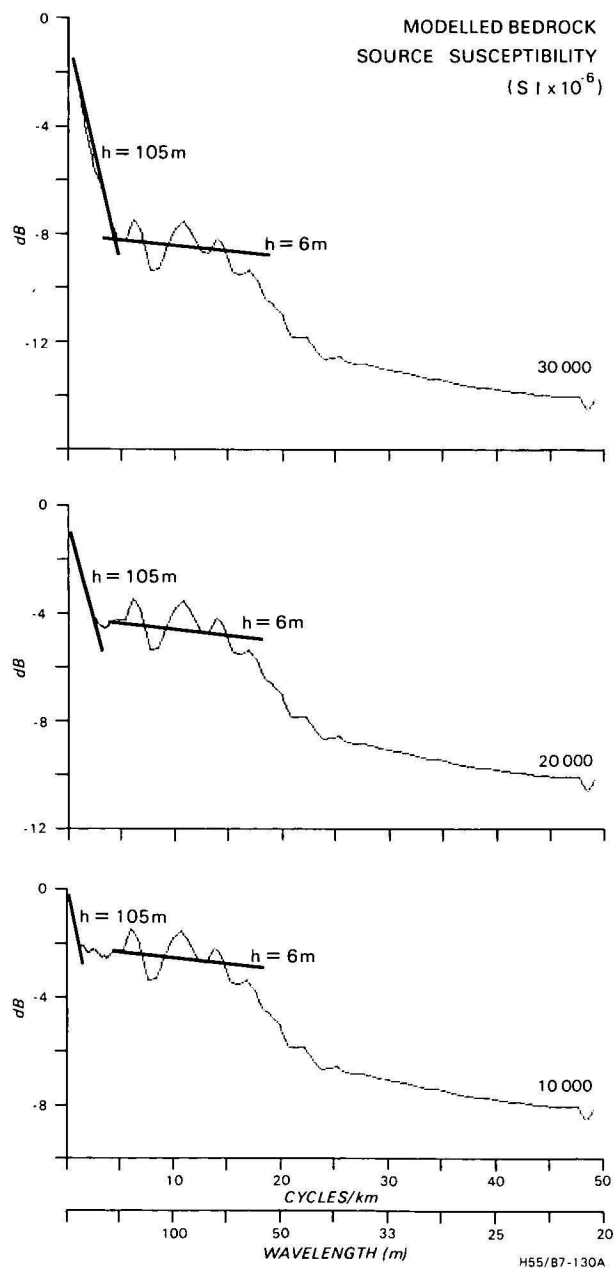 MODELLED BEDROCK
SOURCE SUSCEPTIBILITY
(S I x 10⁻⁶)
0
-4
-8
-12
dB
h = 105m
h = 6m
30 000
0
-4
-8
-12
dB
h = 105m
h = 6m
20 000
0
-4
-8
dB
h = 105m
h = 6m
10 000
10 20 30 40 50
CYCLES/km
100 50 33 25 20
WAVELENGTH (m)
H55/B7-130A